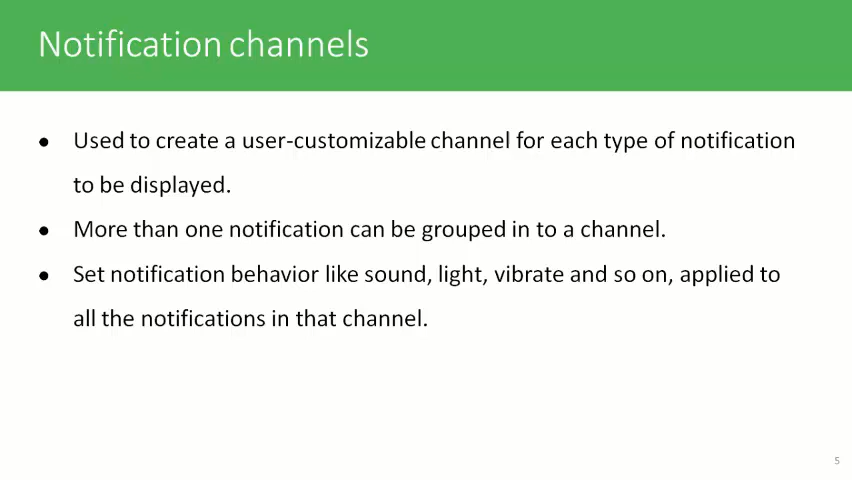 Notification channels
● Used to create a user-customizable channel for each type of notification
to be displayed.
● More than one notification can be grouped in to a channel.
● Set notification behavior like sound, light, vibrate and so on, applied to
all the notifications in that channel.
5